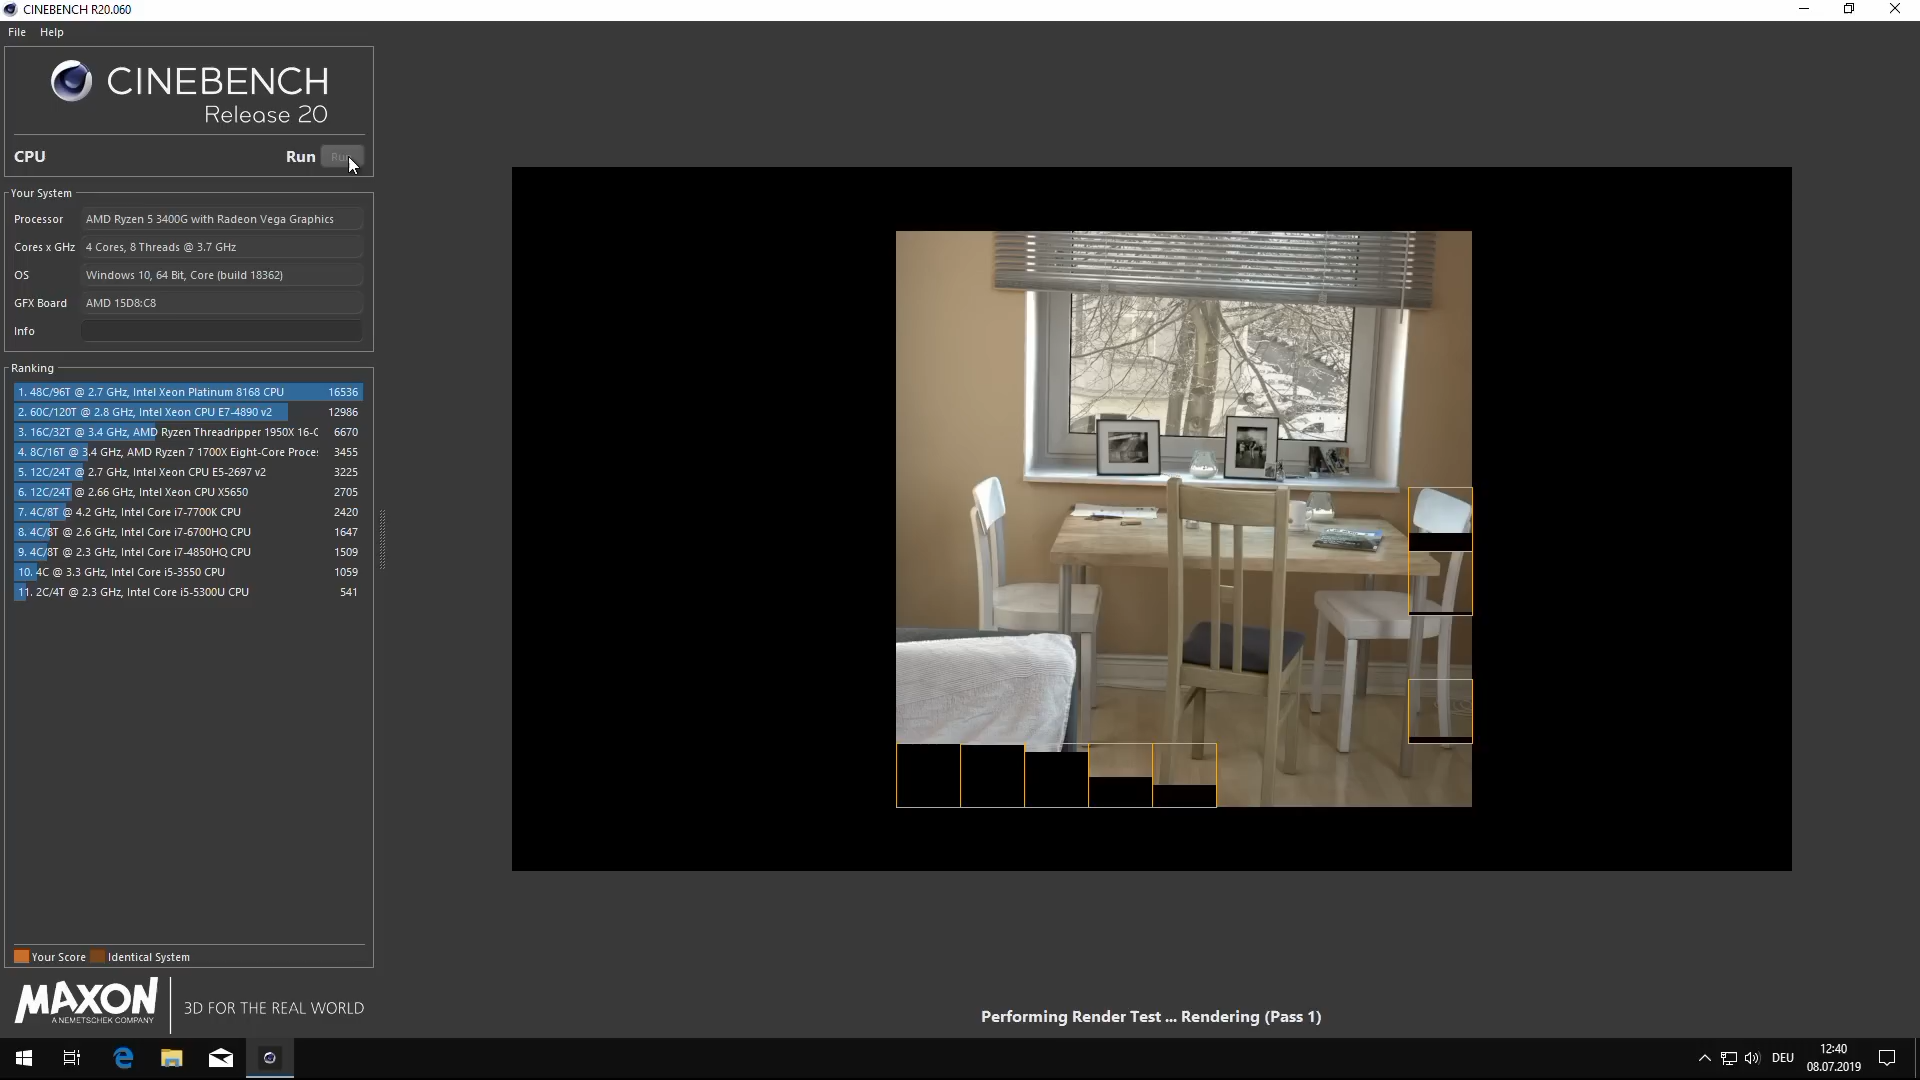 CINEBENCH R20.060
File Help
CINEBENCH
Release 20
CPU Run Run
Your System
Processor AMD Ryzen 5 3400G with Radeon Vega Graphics
Cores x GHz 4 Cores, 8 Threads @ 3.7 GHz
OS Windows 10, 64 Bit, Core (build 18362)
GFX Board AMD 15D8:C8
Info
Ranking
1. 48C/96T @ 2.7 GHz, Intel Xeon Platinum 8168 CPU 16536
2. 60C/120T @ 2.8 GHz, Intel Xeon CPU E7-4890 v2 12986
3. 16C/32T @ 3.4 GHz, AMD Ryzen Threadripper 1950X 16-C 6670
4. 8C/16T @ 3.4 GHz, AMD Ryzen 7 1700X Eight-Core Proces 3455
5. 12C/24T @ 2.7 GHz, Intel Xeon CPU E5-2697 v2 3225
6. 12C/24T @ 2.66 GHz, Intel Xeon CPU X5650 2705
7. 4C/8T @ 4.2 GHz, Intel Core i7-7700K CPU 2420
8. 4C/8T @ 2.6 GHz, Intel Core i7-6700HQ CPU 1647
9. 4C/8T @ 2.3 GHz, Intel Core i7-4850HQ CPU 1509
10. 4C @ 3.3 GHz, Intel Core i5-3550 CPU 1059
11. 2C/4T @ 2.3 GHz, Intel Core i5-5300U CPU 541
Your Score Identical System
MAXON
A NEMETSCHEK COMPANY
3D FOR THE REAL WORLD
Performing Render Test ... Rendering (Pass 1)
DEU
12:40
08.07.2019